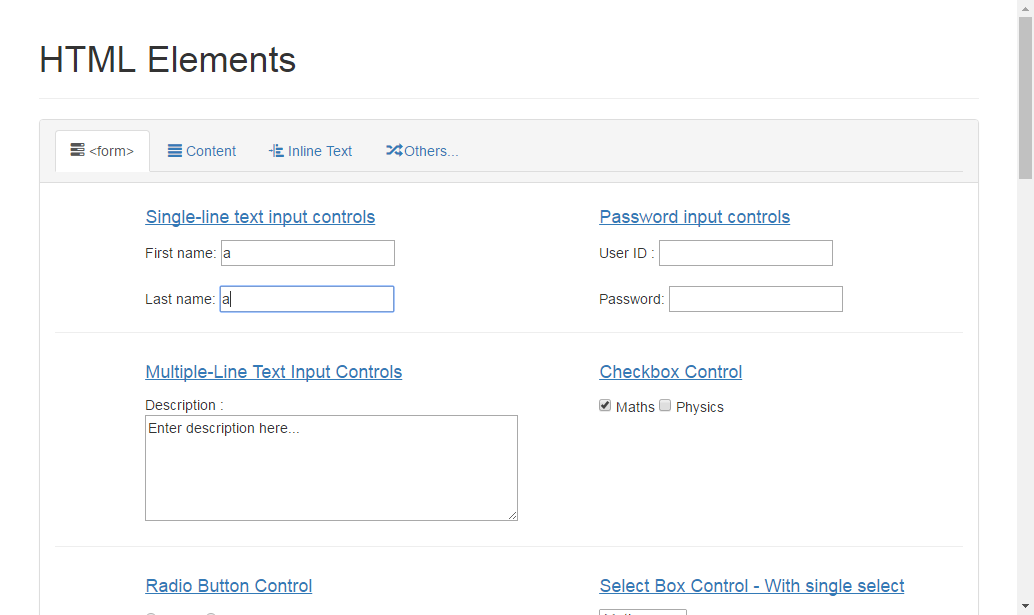 HTML Elements
<form> Content Inline Text Others...
Single-line text input controls
First name: a
Last name: a
Password input controls
User ID :
Password:
Multiple-Line Text Input Controls
Description :
Enter description here...
Checkbox Control
Maths Physics
Radio Button Control
Select Box Control - With single select